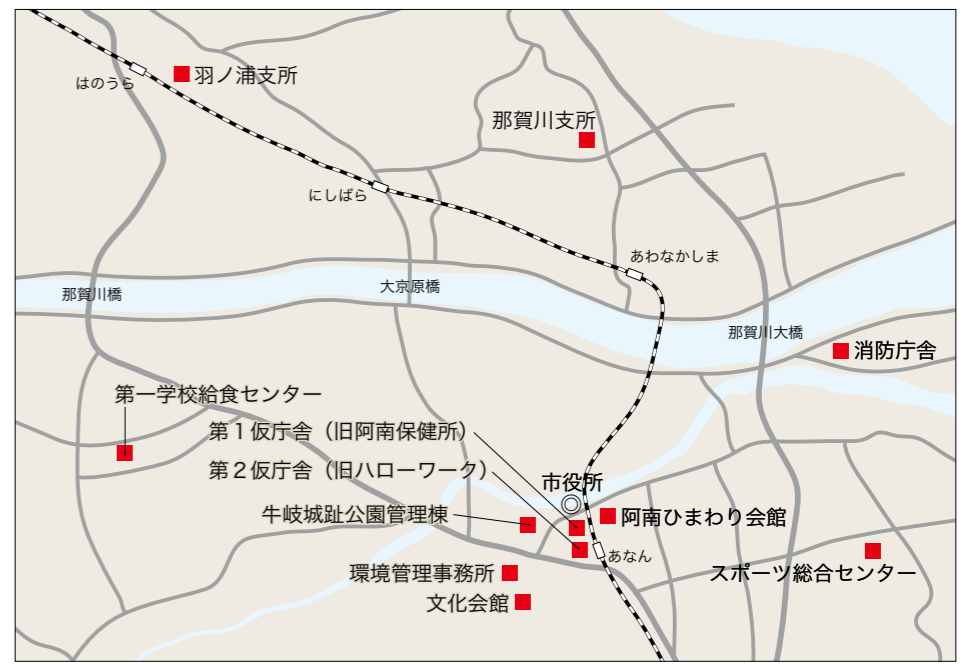 羽ノ浦支所
はのうら
那賀川支所
にしばら
あわなかしま
那賀川橋
大京原橋
那賀川大橋
消防庁舎
第一学校給食センター
第1仮庁舎（旧阿南保健所）
第2仮庁舎（旧ハローワーク）
市役所
牛岐城趾公園管理棟
阿南ひまわり会館
あなん
環境管理事務所
スポーツ総合センター
文化会館